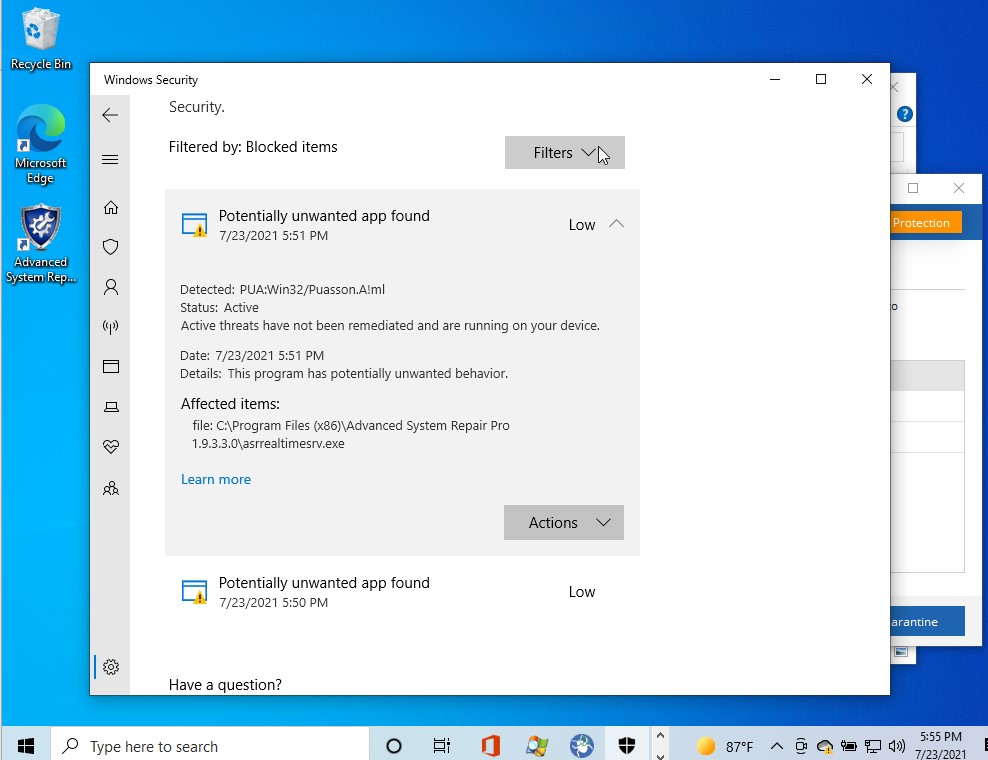 Recycle Bin
Microsoft
Edge
Advanced
System Rep...
Windows Security
Security.
Filtered by: Blocked items
Filters
Potentially unwanted app found
Low
7/23/2021 5:51 PM
Detected: PUA:Win32/Puasson.A!ml
Status: Active
Active threats have not been remediated and are running on your device.
Date: 7/23/2021 5:51 PM
Details: This program has potentially unwanted behavior.
Affected items:
file: C:\Program Files (x86)\Advanced System Repair Pro
1.9.3.3.0\asrrealtimesrv.exe
Learn more
Actions
Potentially unwanted app found
Low
7/23/2021 5:50 PM
Have a question?
?
Protection
o
arantine
Type here to search
87°F
5:55 PM
7/23/2021